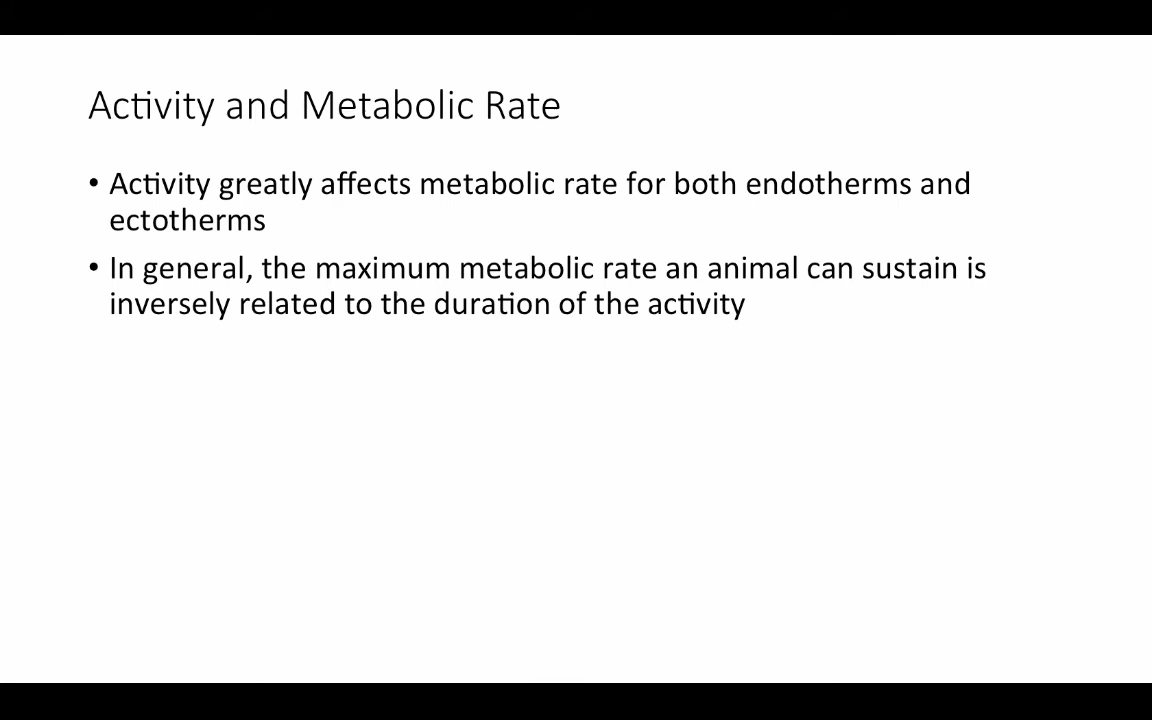 Activity and Metabolic Rate
• Activity greatly affects metabolic rate for both endotherms and
ectotherms
• In general, the maximum metabolic rate an animal can sustain is
inversely related to the duration of the activity